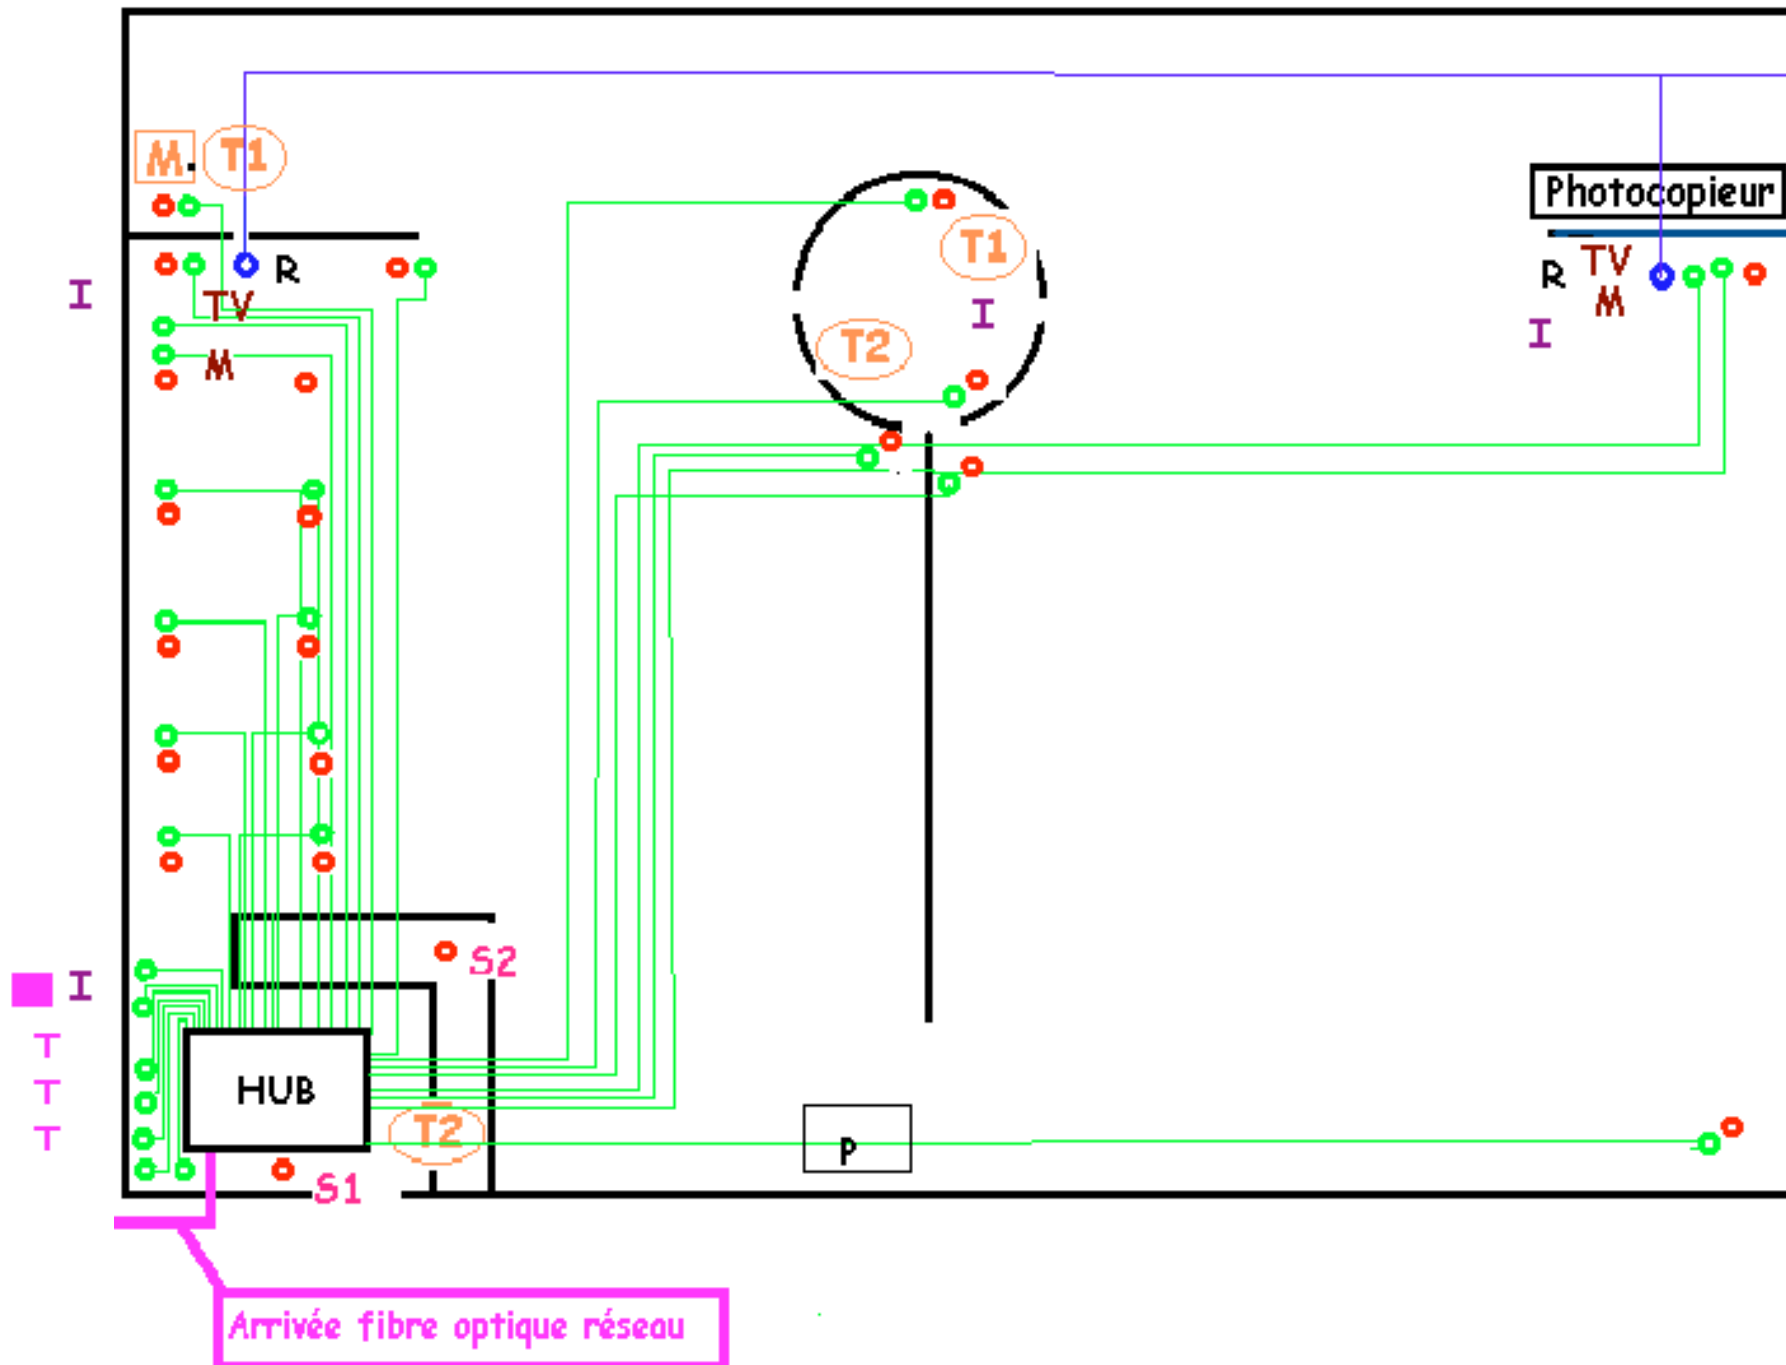 M. T1
Photocopieur
T1
R
R TV
I
TV
M
I
I
T2
M
S2
I
T
T
T
HUB
T2
P
S1
Arrivée fibre optique réseau